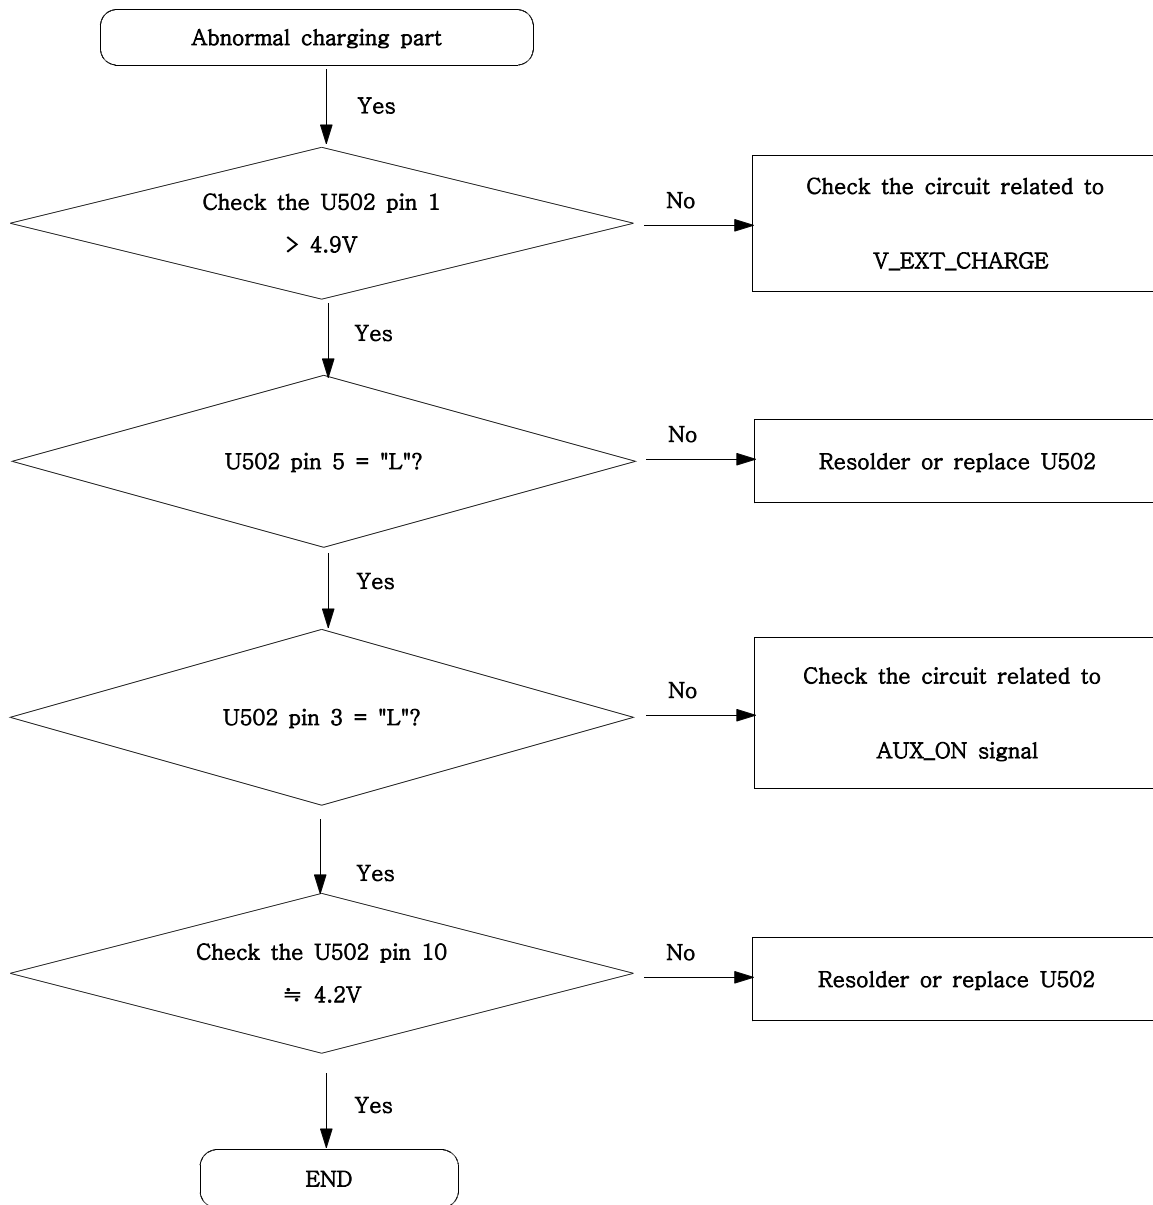 Abnormal charging part
Yes
Check the U502 pin 1
> 4.9V
No
Check the circuit related to
V_EXT_CHARGE
Yes
U502 pin 5 = "L"?
No
Resolder or replace U502
Yes
U502 pin 3 = "L"?
No
Check the circuit related to
AUX_ON signal
Yes
Check the U502 pin 10
≒ 4.2V
No
Resolder or replace U502
Yes
END